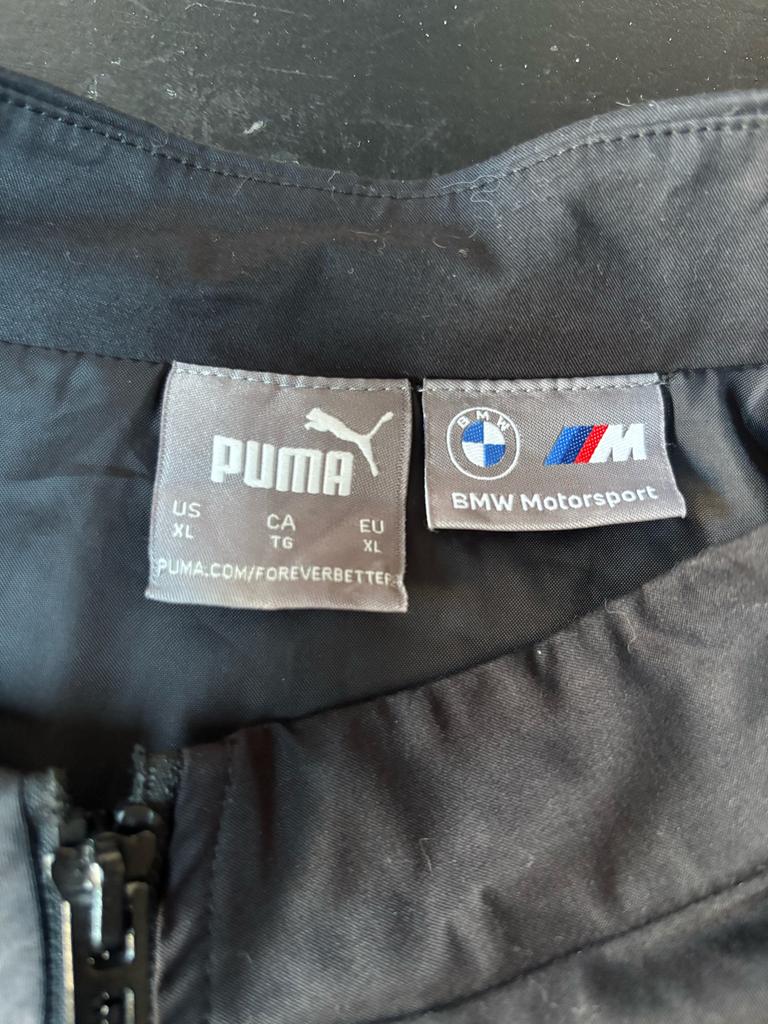 PUMA
US CA EU
XL TG XL
PUMA.COM/FOREVERBETTER
BMW M
BMW Motorsport